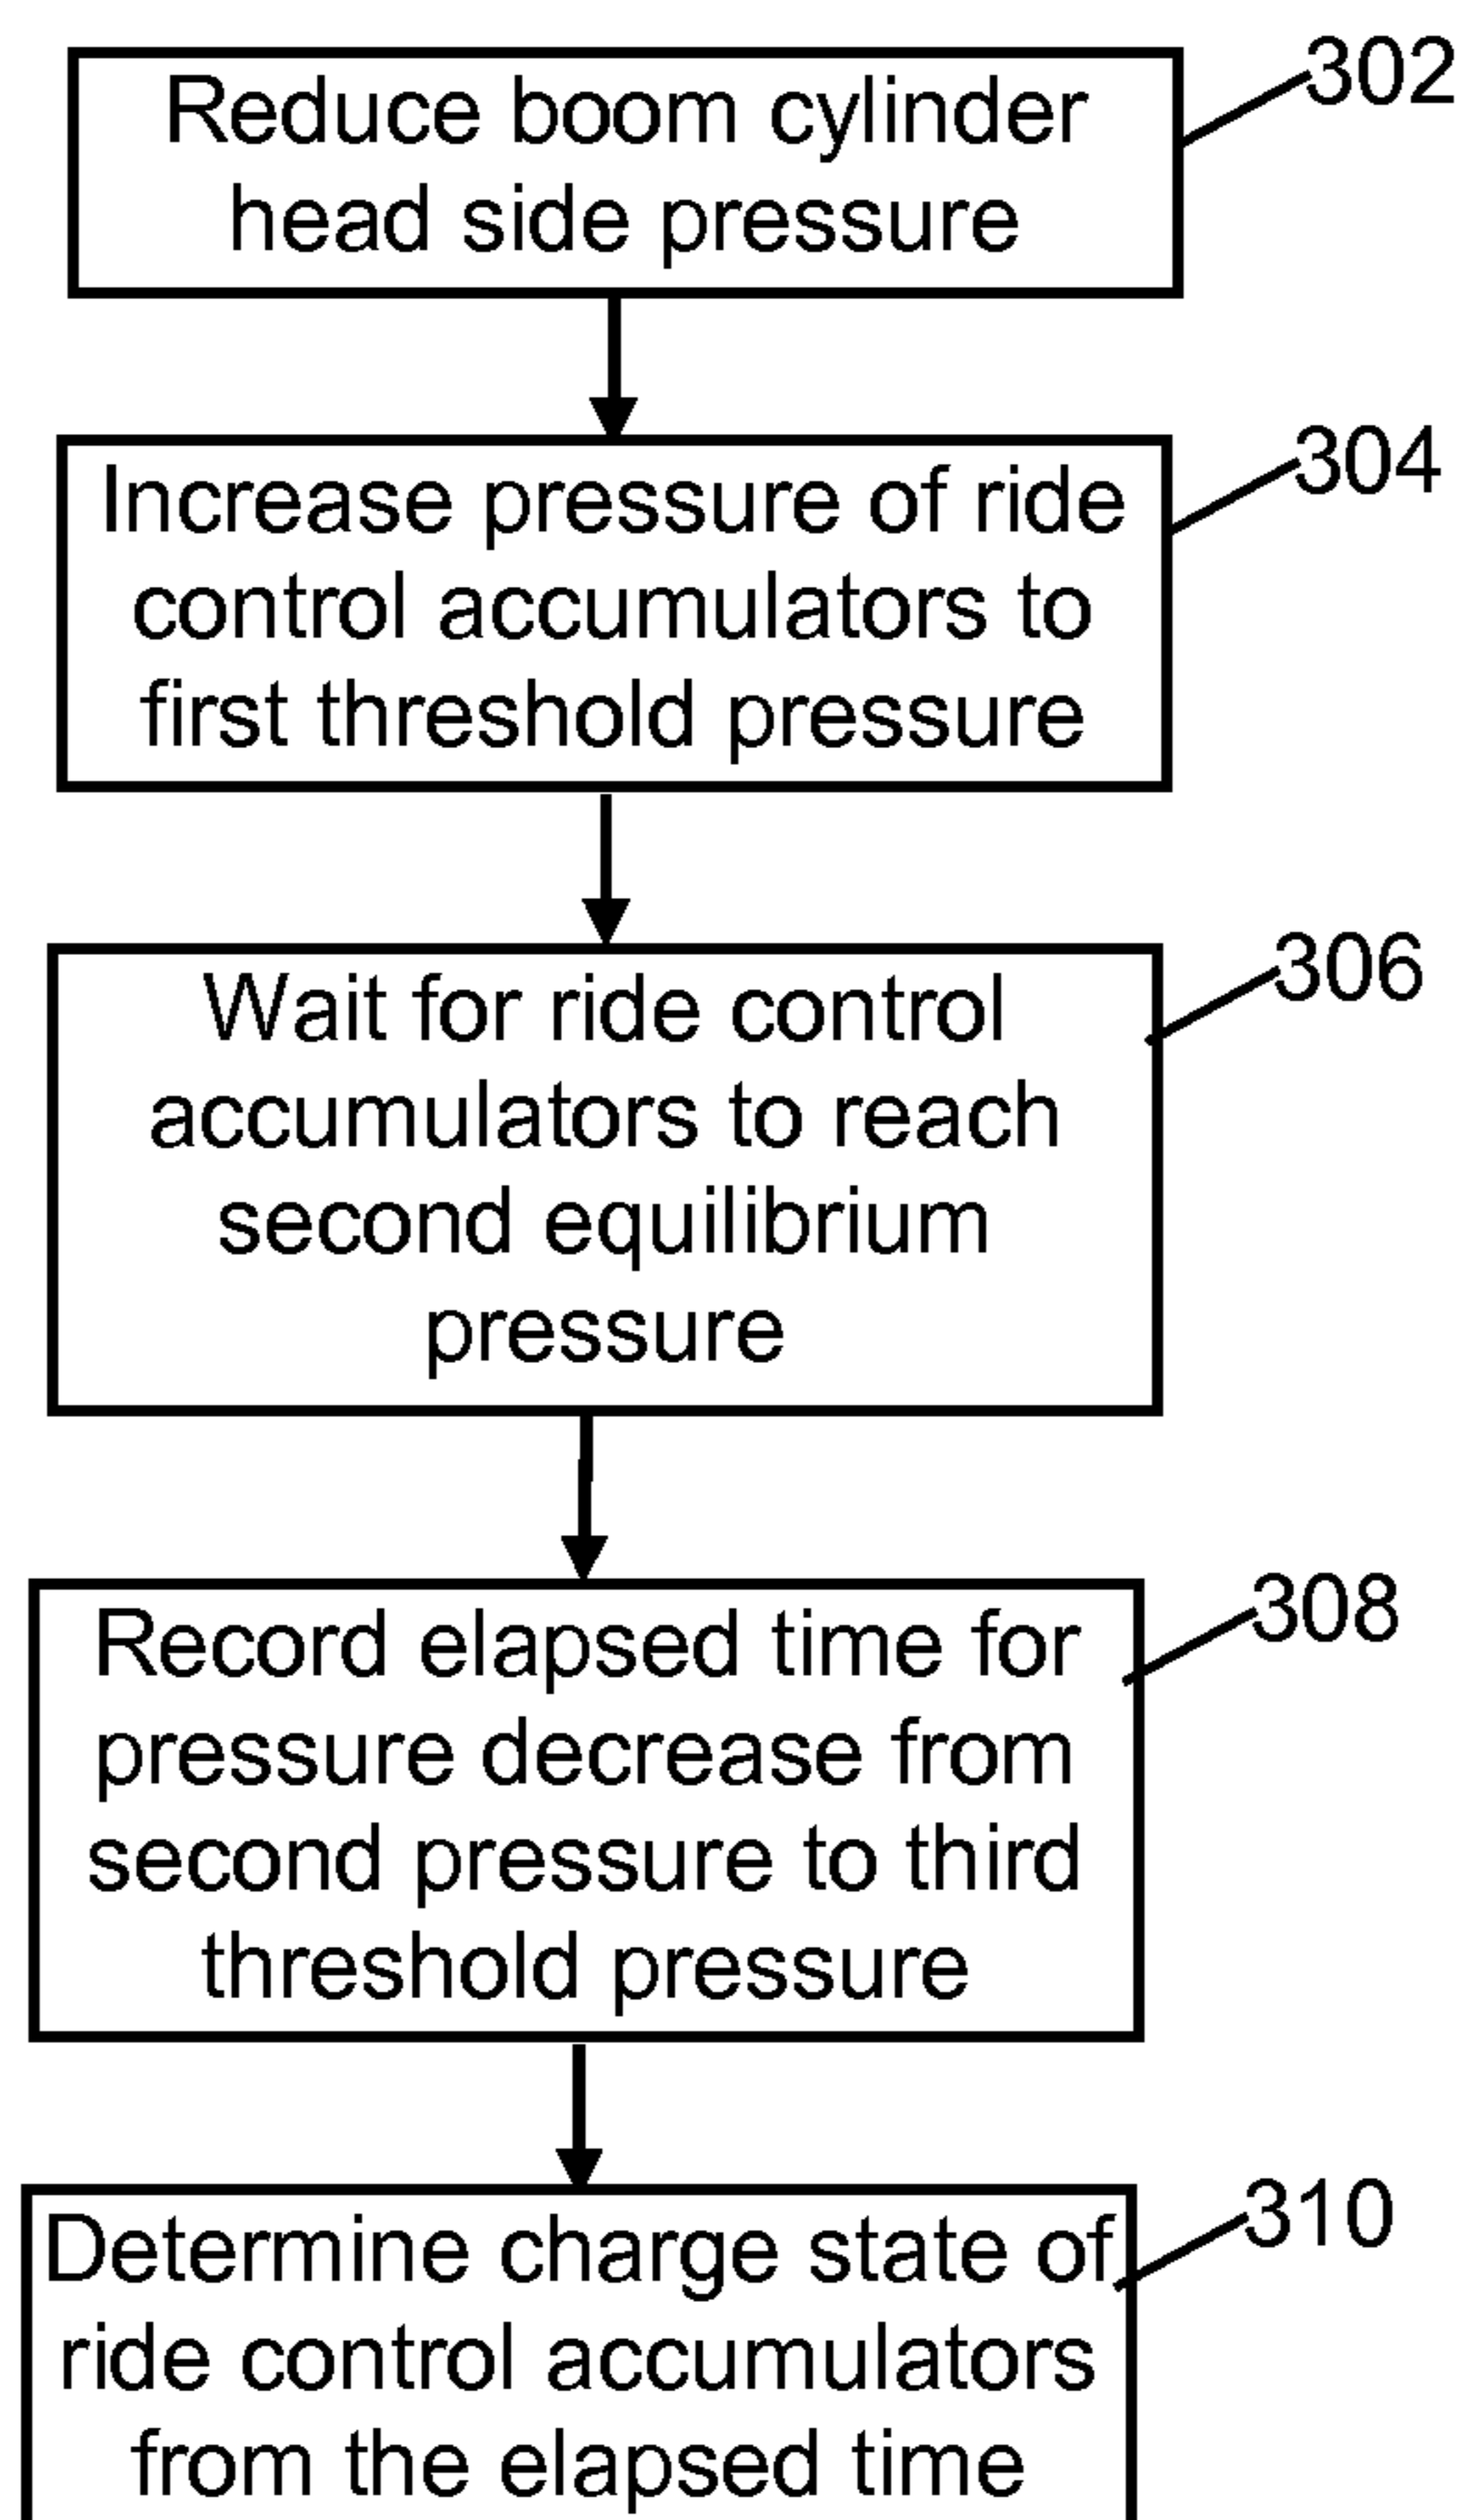 Reduce boom cylinder
head side pressure
302
Increase pressure of ride
control accumulators to
first threshold pressure
304
Wait for ride control
accumulators to reach
second equilibrium
pressure
306
Record elapsed time for
pressure decrease from
second pressure to third
threshold pressure
308
Determine charge state of
ride control accumulators
from the elapsed time
310